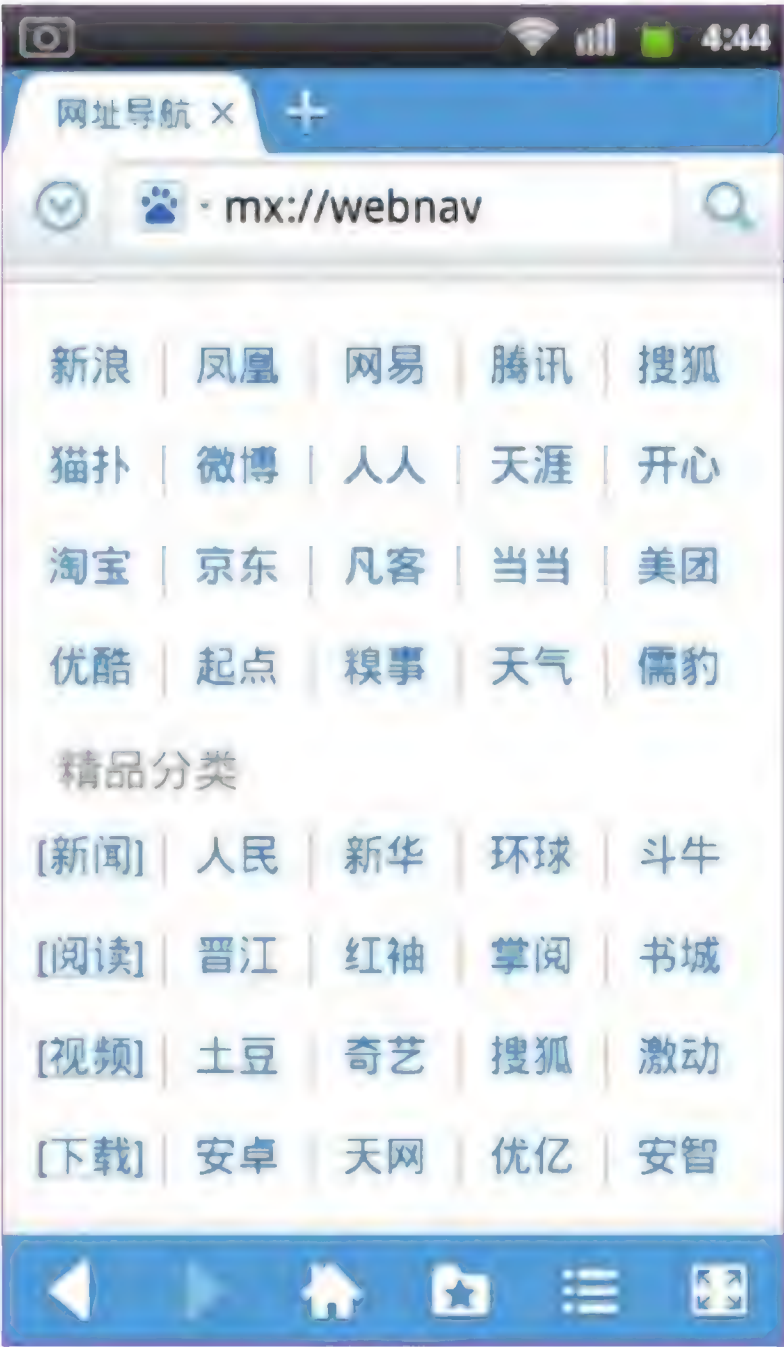 4:44
网址导航 ×
mx://webnav
新浪 | 凤凰 | 网易 | 腾讯 | 搜狐
猫扑 | 微博 | 人人 | 天涯 | 开心
淘宝 | 京东 | 凡客 | 当当 | 美团
优酷 | 起点 | 糗事 | 天气 | 儒豹
精品分类
[新闻] | 人民 | 新华 | 环球 | 斗牛
[阅读] | 晋江 | 红袖 | 掌阅 | 书城
[视频] | 土豆 | 奇艺 | 搜狐 | 激动
[下载] | 安卓 | 天网 | 优亿 | 安智